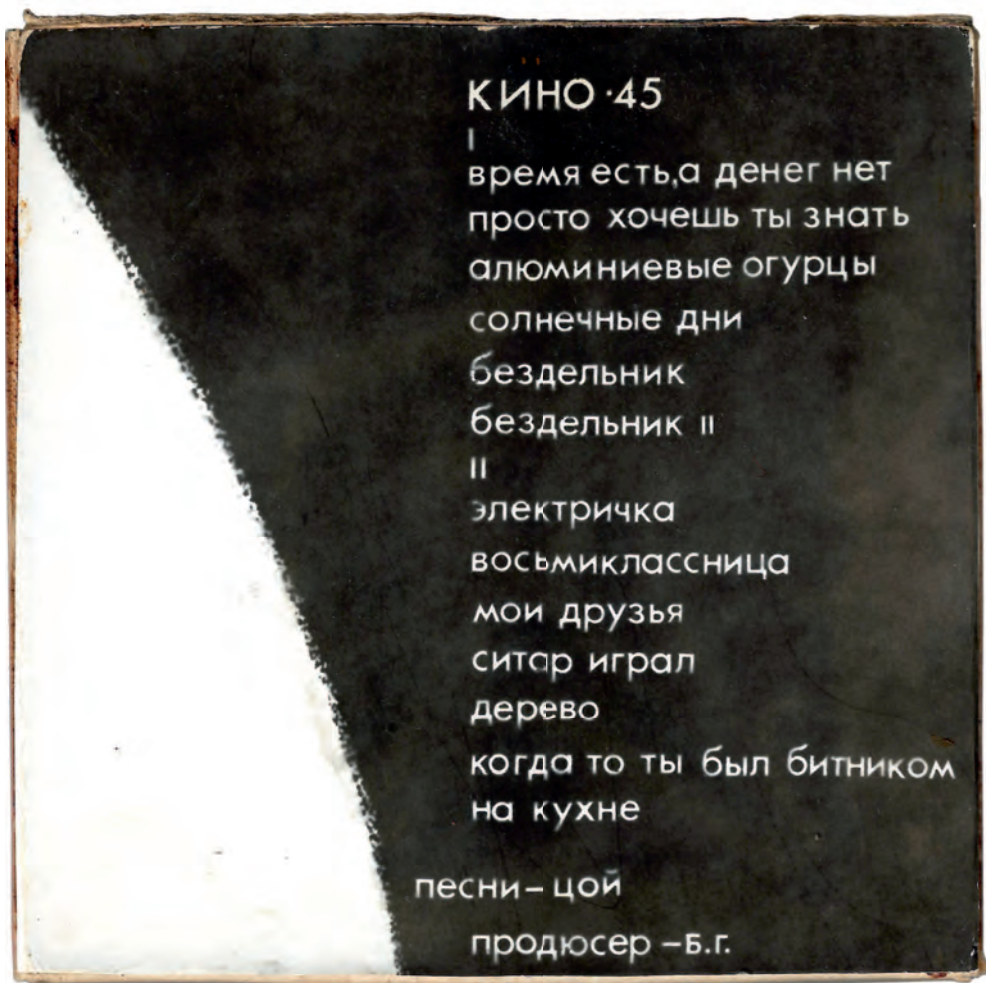 КИНО·45
I
время есть,а денег нет
просто хочешь ты знать
алюминиевые огурцы
солнечные дни
бездельник
бездельник II
II
электричка
восьмиклассница
мои друзья
ситар играл
дерево
когда то ты был битником
на кухне
песни–цой
продюсер –Б.Г.